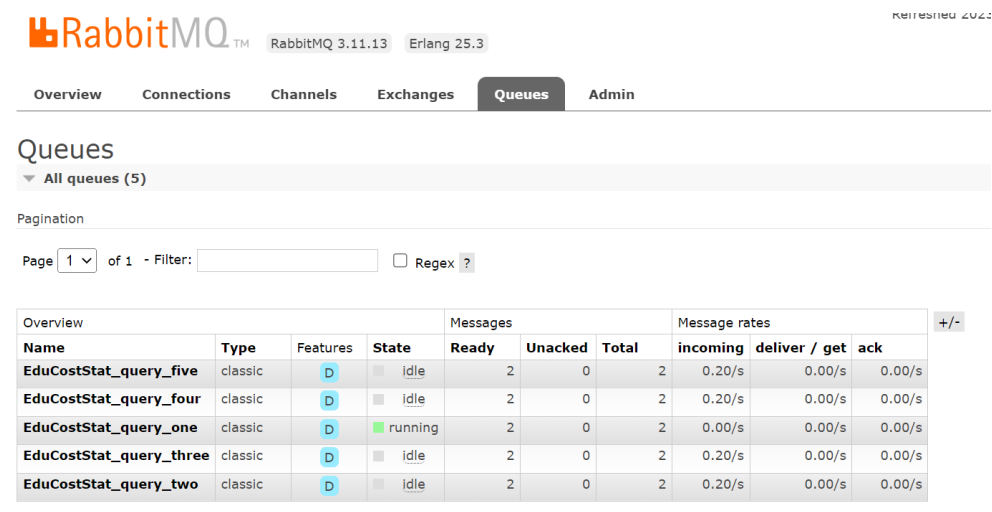 Refreshed 2023
RabbitMQ TM RabbitMQ 3.11.13 Erlang 25.3
Overview Connections Channels Exchanges Queues Admin
Queues
All queues (5)
Pagination
Page 1 of 1 - Filter: Regex ?
Overview Messages Message rates +/-
Name Type Features State Ready Unacked Total incoming deliver / get ack
EduCostStat_query_five classic D idle 2 0 2 0.20/s 0.00/s 0.00/s
EduCostStat_query_four classic D idle 2 0 2 0.20/s 0.00/s 0.00/s
EduCostStat_query_one classic D running 2 0 2 0.00/s 0.00/s 0.00/s
EduCostStat_query_three classic D idle 2 0 2 0.20/s 0.00/s 0.00/s
EduCostStat_query_two classic D idle 2 0 2 0.20/s 0.00/s 0.00/s